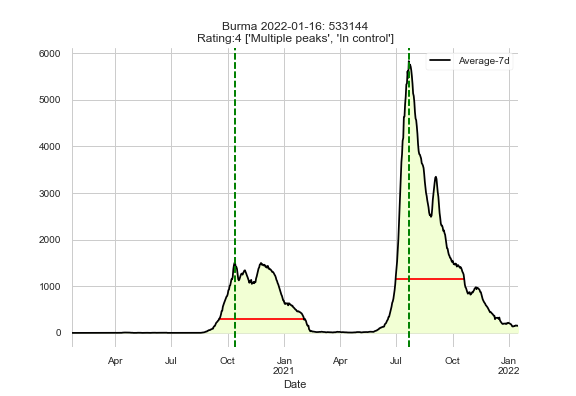 Burma 2022-01-16: 533144
Rating:4 ['Multiple peaks', 'In control']
Average-7d
6000
5000
4000
3000
2000
1000
0
Apr Jul Oct Jan Apr Jul Oct Jan
2021 2022
Date